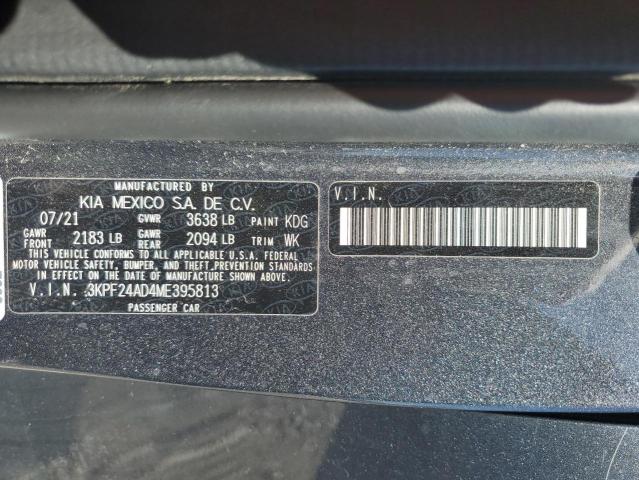 MANUFACTURED BY
KIA MEXICO S.A. DE C.V.
07/21 GVWR 3638 LB PAINT KDG
GAWR FRONT 2183 LB GAWR REAR 2094 LB TRIM WK
THIS VEHICLE CONFORMS TO ALL APPLICABLE U.S.A. FEDERAL
MOTOR VEHICLE SAFETY, BUMPER, AND THEFT PREVENTION STANDARDS
IN EFFECT ON THE DATE OF MANUFACTURE SHOWN ABOVE.
V.I.N. 3KPF24AD4ME395813
PASSENGER CAR
V.I.N.